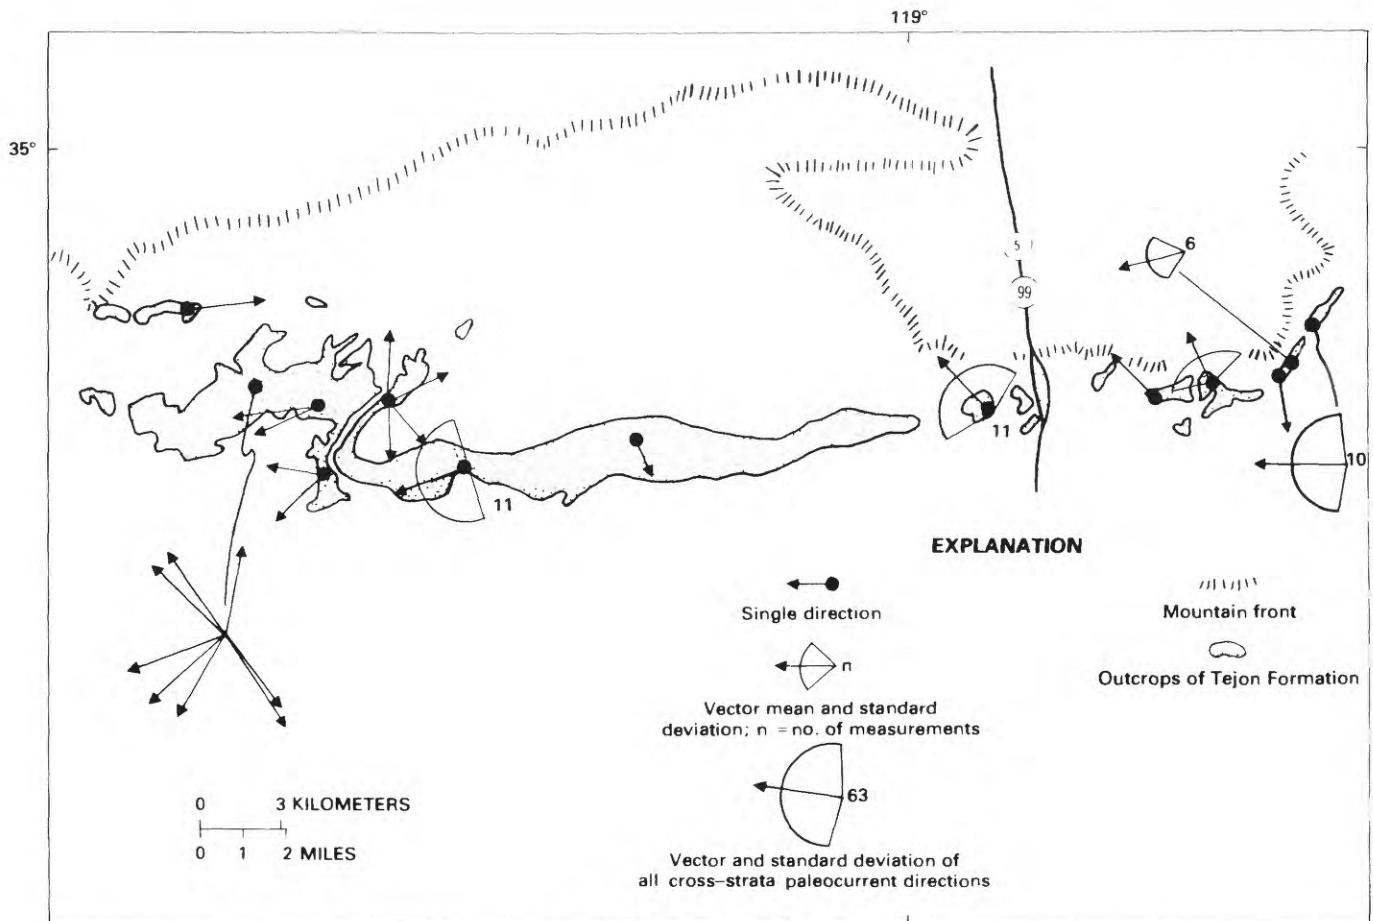 119°
35°
5
99
6
11
11
10
EXPLANATION
Single direction
Mountain front
n
Outcrops of Tejon Formation
Vector mean and standard
deviation; n = no. of measurements
63
Vector and standard deviation of
all cross-strata paleocurrent directions
0 3 KILOMETERS
0 1 2 MILES